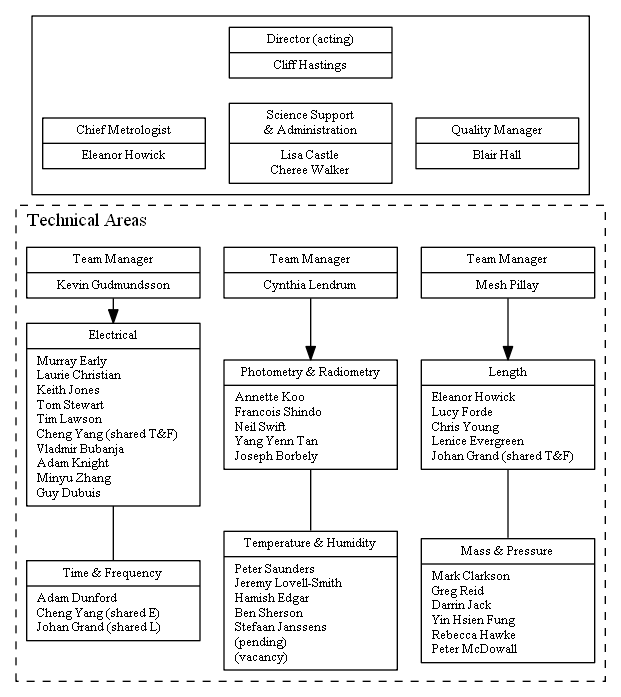 Director (acting)
Cliff Hastings
Chief Metrologist
Eleanor Howick
Science Support
& Administration
Lisa Castle
Cheree Walker
Quality Manager
Blair Hall
Technical Areas
Team Manager
Kevin Gudmundsson
Electrical
Murray Early
Laurie Christian
Keith Jones
Tom Stewart
Tim Lawson
Cheng Yang (shared T&F)
Vladmir Bubanja
Adam Knight
Minyu Zhang
Guy Dubuis
Time & Frequency
Adam Dunford
Cheng Yang (shared E)
Johan Grand (shared L)
Team Manager
Cynthia Lendrum
Photometry & Radiometry
Annette Koo
Francois Shindo
Neil Swift
Yang Yenn Tan
Joseph Borbely
Temperature & Humidity
Peter Saunders
Jeremy Lovell-Smith
Hamish Edgar
Ben Sherson
Stefaan Janssens
(pending)
(vacancy)
Team Manager
Mesh Pillay
Length
Eleanor Howick
Lucy Forde
Chris Young
Lenice Evergreen
Johan Grand (shared T&F)
Mass & Pressure
Mark Clarkson
Greg Reid
Darrin Jack
Yin Hsien Fung
Rebecca Hawke
Peter McDowall